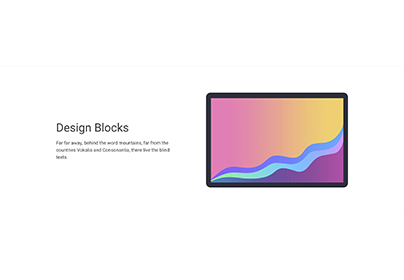 Design Blocks
Far far away, behind the word mountains, far from the
countries Vokalia and Consonantia, there live the blind
texts